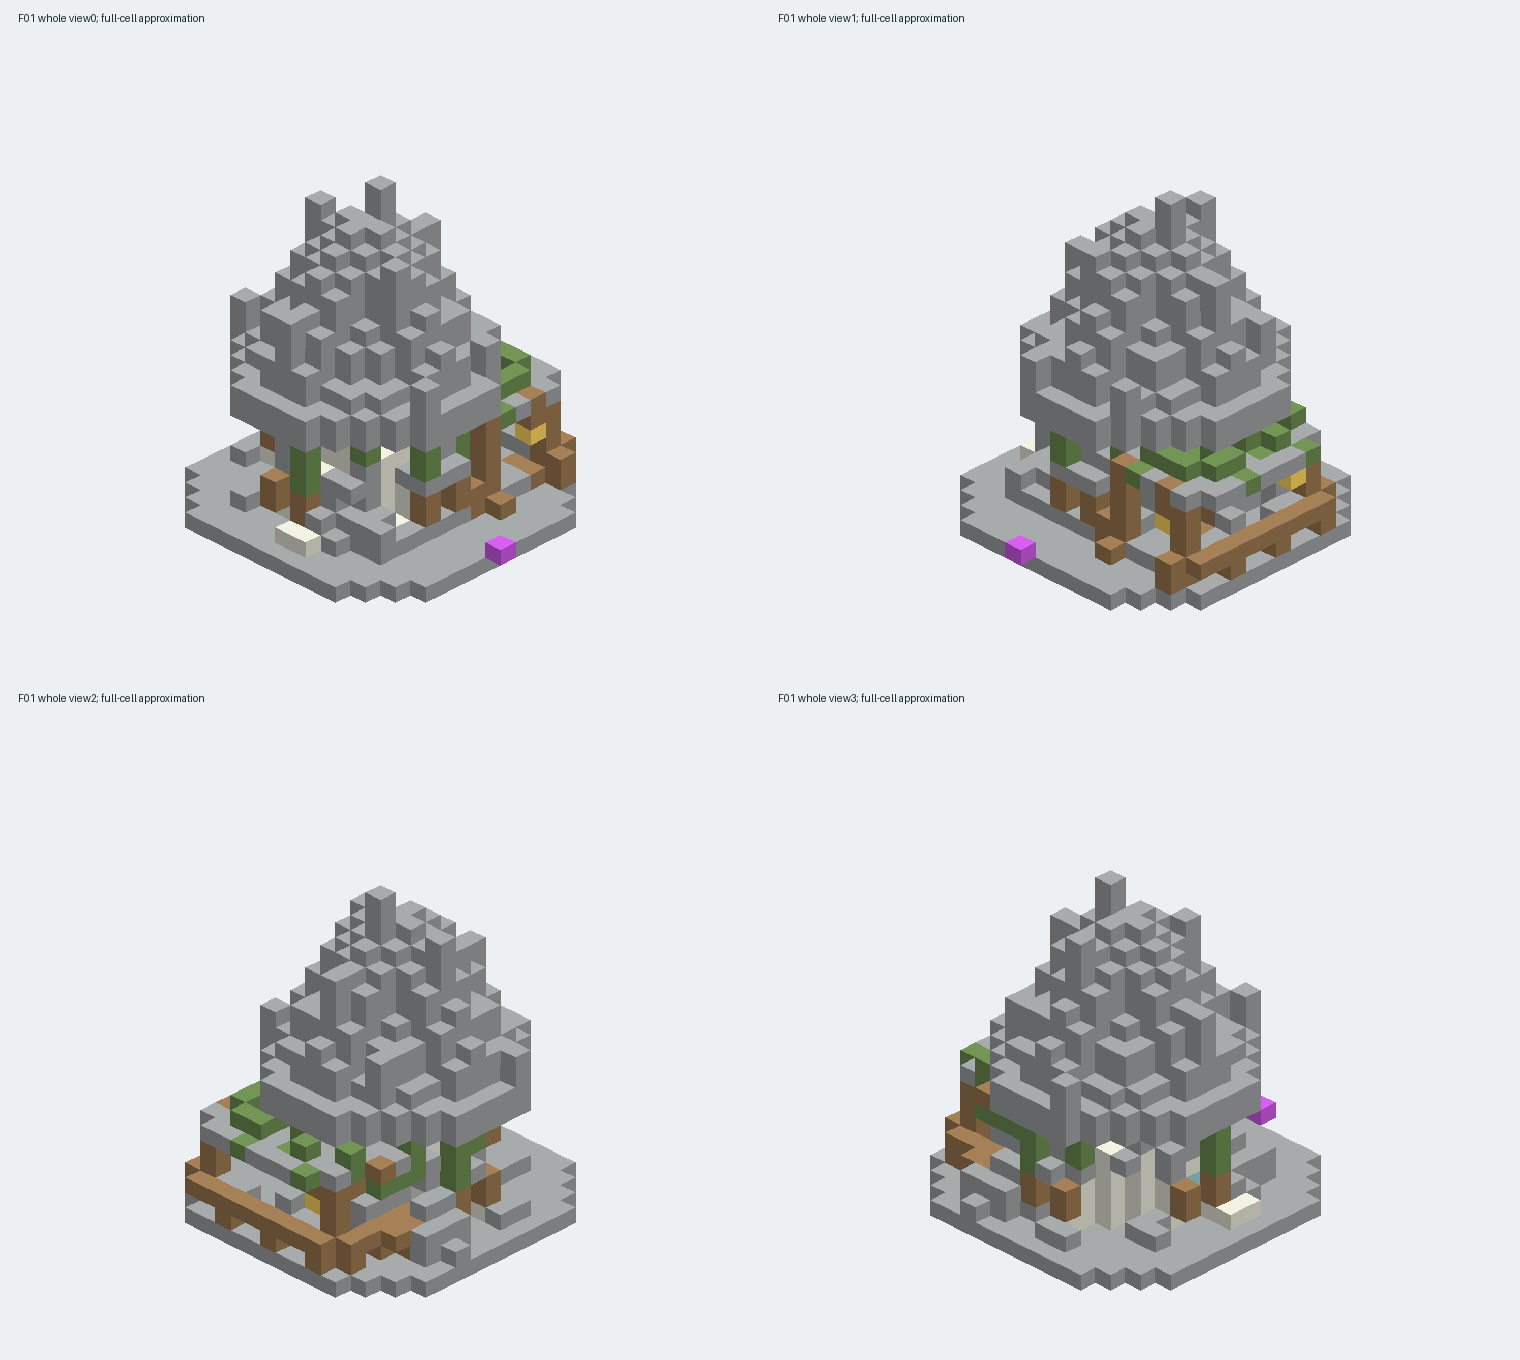 F01 whole view0; full-cell approximation
F01 whole view1; full-cell approximation
F01 whole view2; full-cell approximation
F01 whole view3; full-cell approximation